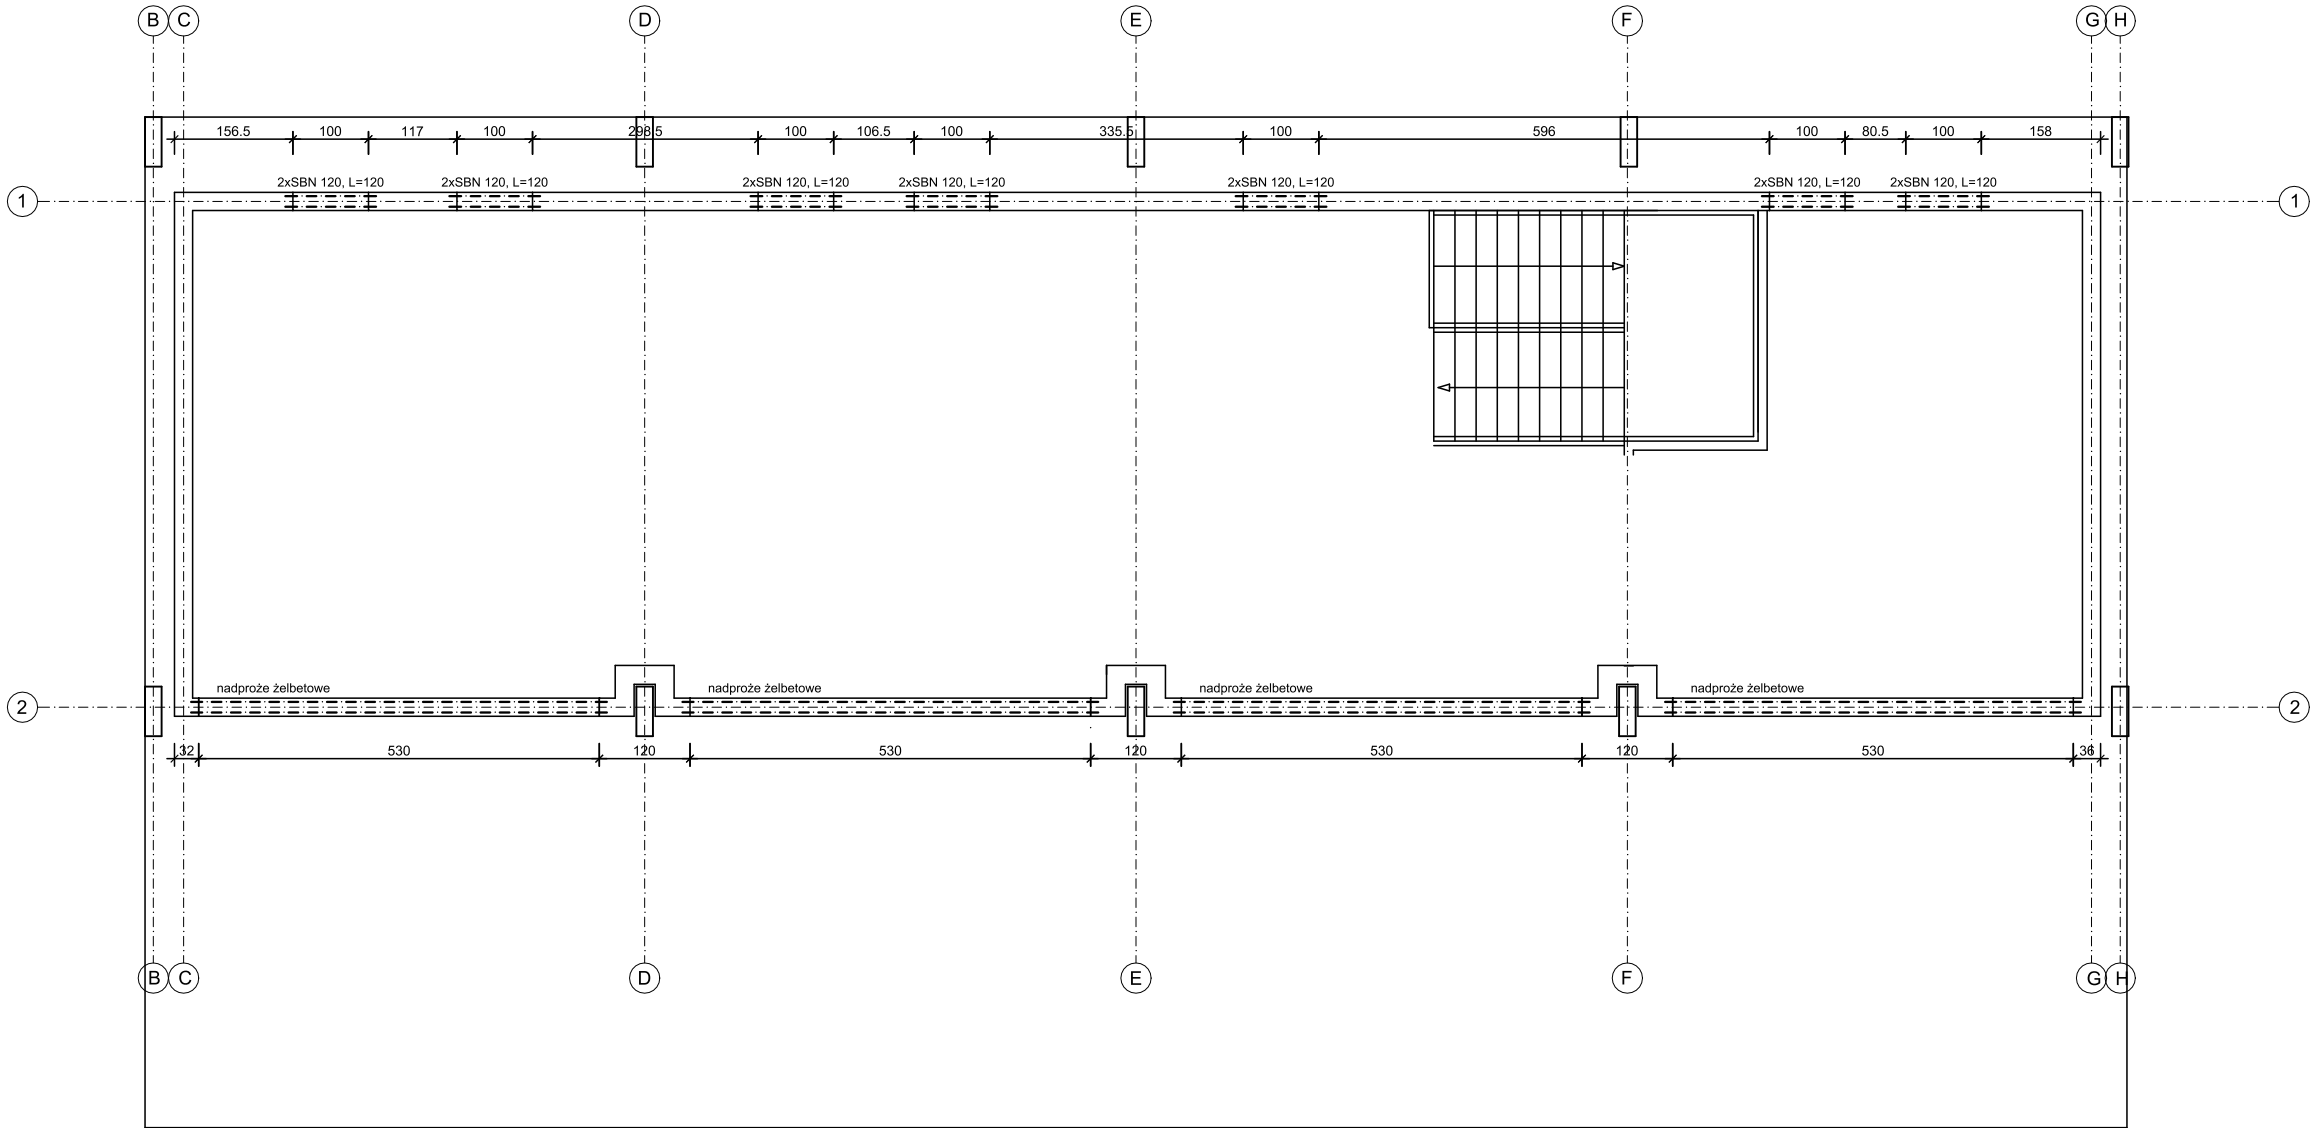 B C D E F G H
156.5 100 117 100 298.5 100 106.5 100 335.5 100 596 100 80.5 100 158
2xSBN 120, L=120 2xSBN 120, L=120 2xSBN 120, L=120 2xSBN 120, L=120 2xSBN 120, L=120 2xSBN 120, L=120 2xSBN 120, L=120
1 1
nadproże żelbetowe nadproże żelbetowe nadproże żelbetowe nadproże żelbetowe
2 2
32 530 120 530 120 530 120 530 36
B C D E F G H